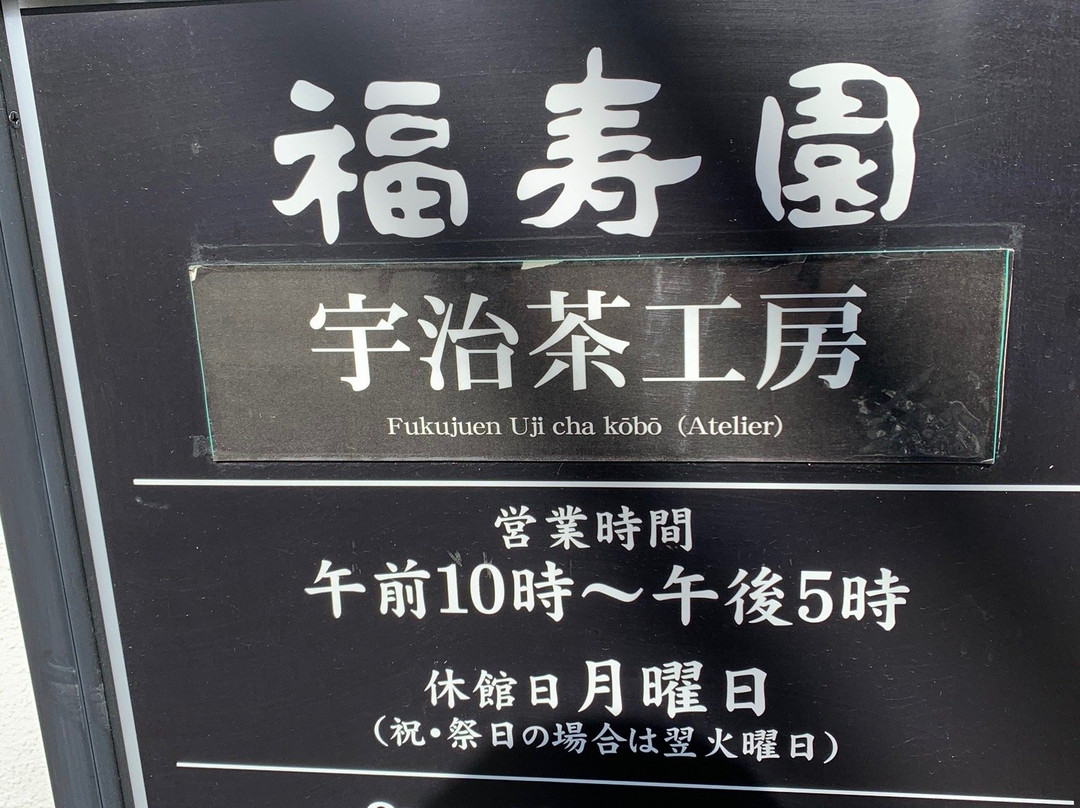 福寿園
宇治茶工房
Fukujuen Uji cha kōbō（Atelier）
営業時間
午前10時～午後5時
休館日月曜日
（祝・祭日の場合は翌火曜日）